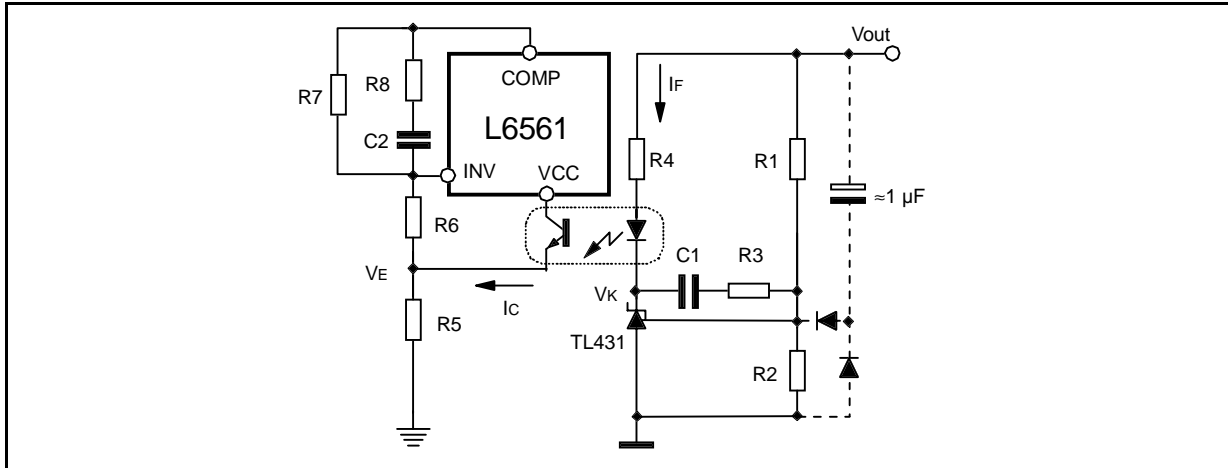 Vout
COMP
IF
R8
R7
L6561
R4
R1
C2
INV
VCC
≈1 µF
R6
C1
R3
VE
VK
IC
R5
TL431
R2